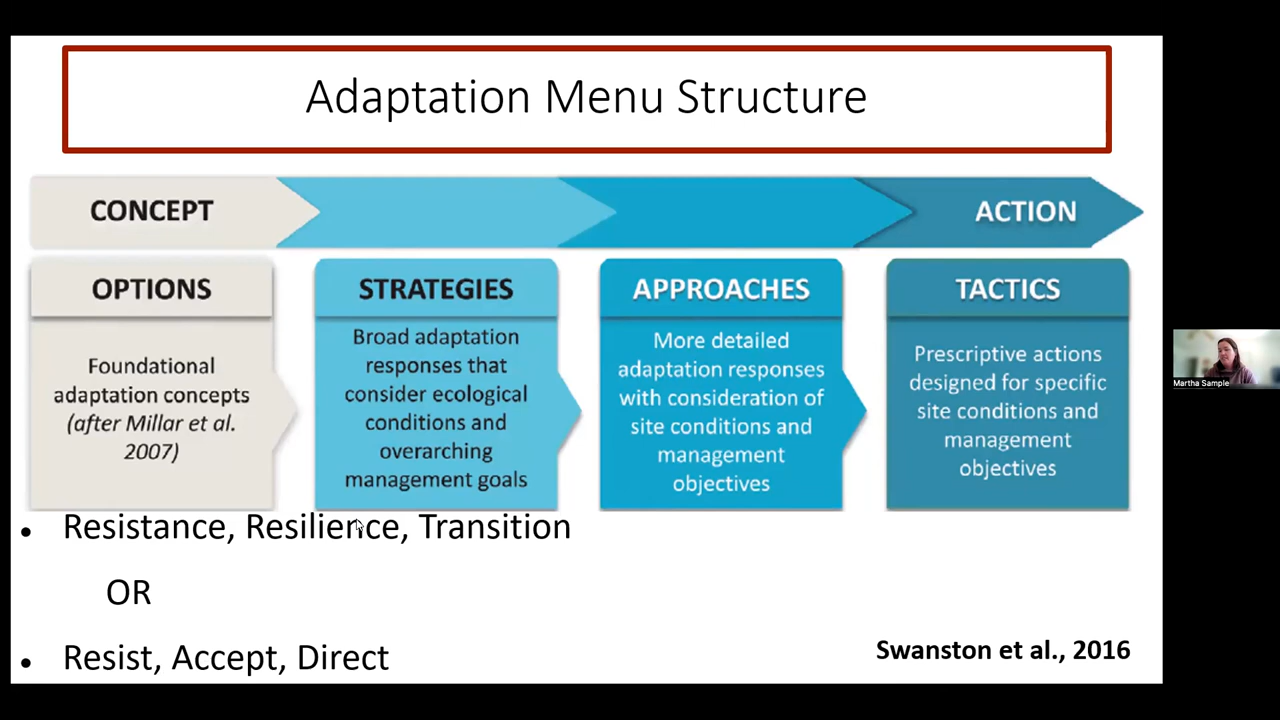 Adaptation Menu Structure
CONCEPT
ACTION
OPTIONS
Foundational
adaptation concepts
(after Millar et al.
2007)
STRATEGIES
Broad adaptation
responses that
consider ecological
conditions and
overarching
management goals
APPROACHES
More detailed
adaptation responses
with consideration of
site conditions and
management
objectives
TACTICS
Prescriptive actions
designed for specific
site conditions and
management
objectives
• Resistance, Resilience, Transition
OR
• Resist, Accept, Direct
Swanston et al., 2016
Martha Sample